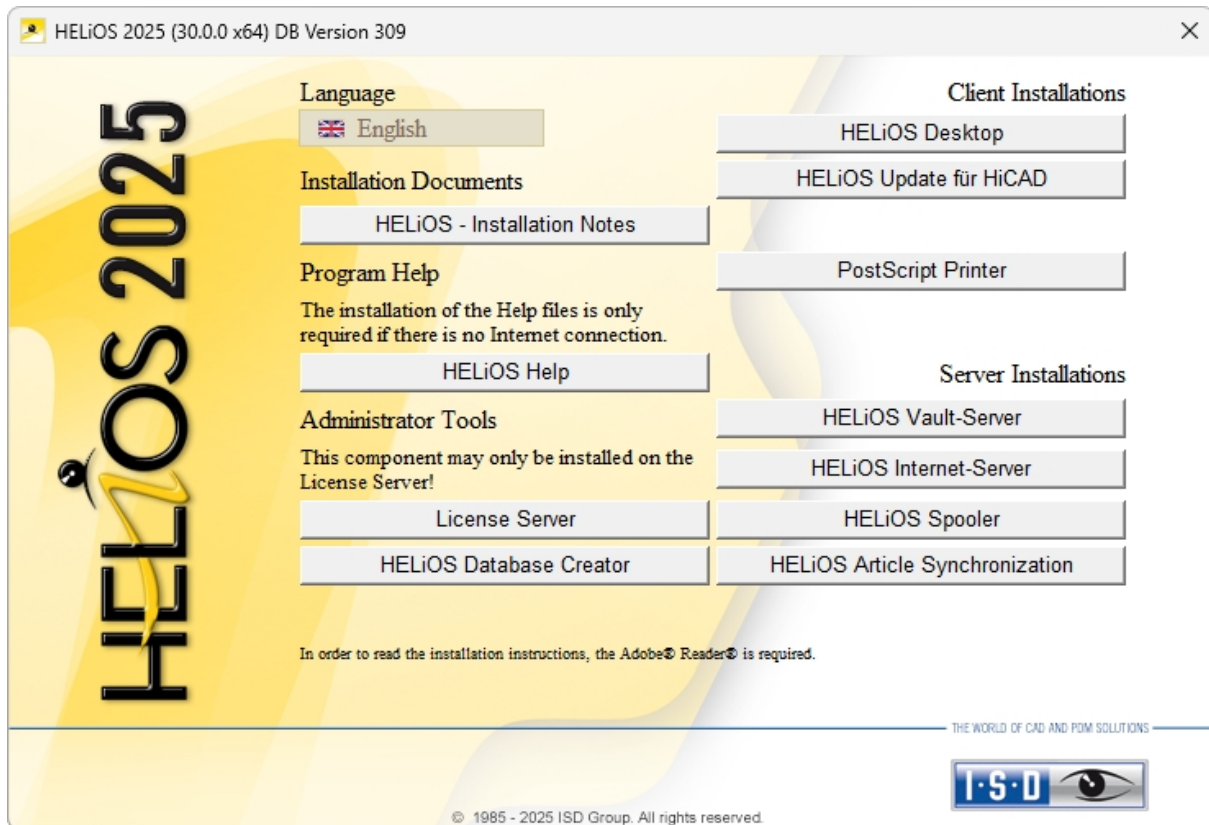 HELiOS 2025 (30.0.0 x64) DB Version 309
HELiOS 2025
Language
English
Installation Documents
HELiOS - Installation Notes
Program Help
The installation of the Help files is only
required if there is no Internet connection.
HELiOS Help
Administrator Tools
This component may only be installed on the
License Server!
License Server
HELiOS Database Creator
Client Installations
HELiOS Desktop
HELiOS Update für HiCAD
PostScript Printer
Server Installations
HELiOS Vault-Server
HELiOS Internet-Server
HELiOS Spooler
HELiOS Article Synchronization
In order to read the installation instructions, the Adobe® Reader® is required.
THE WORLD OF CAD AND PDM SOLUTIONS
I·S·D
© 1985 - 2025 ISD Group. All rights reserved.